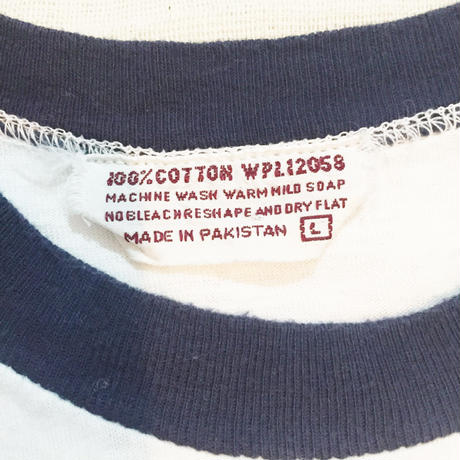 100% COTTON WPL12058
MACHINE WASH WARM MILD SOAP
NO BLEACH RESHAPE AND DRY FLAT
MADE IN PAKISTAN L